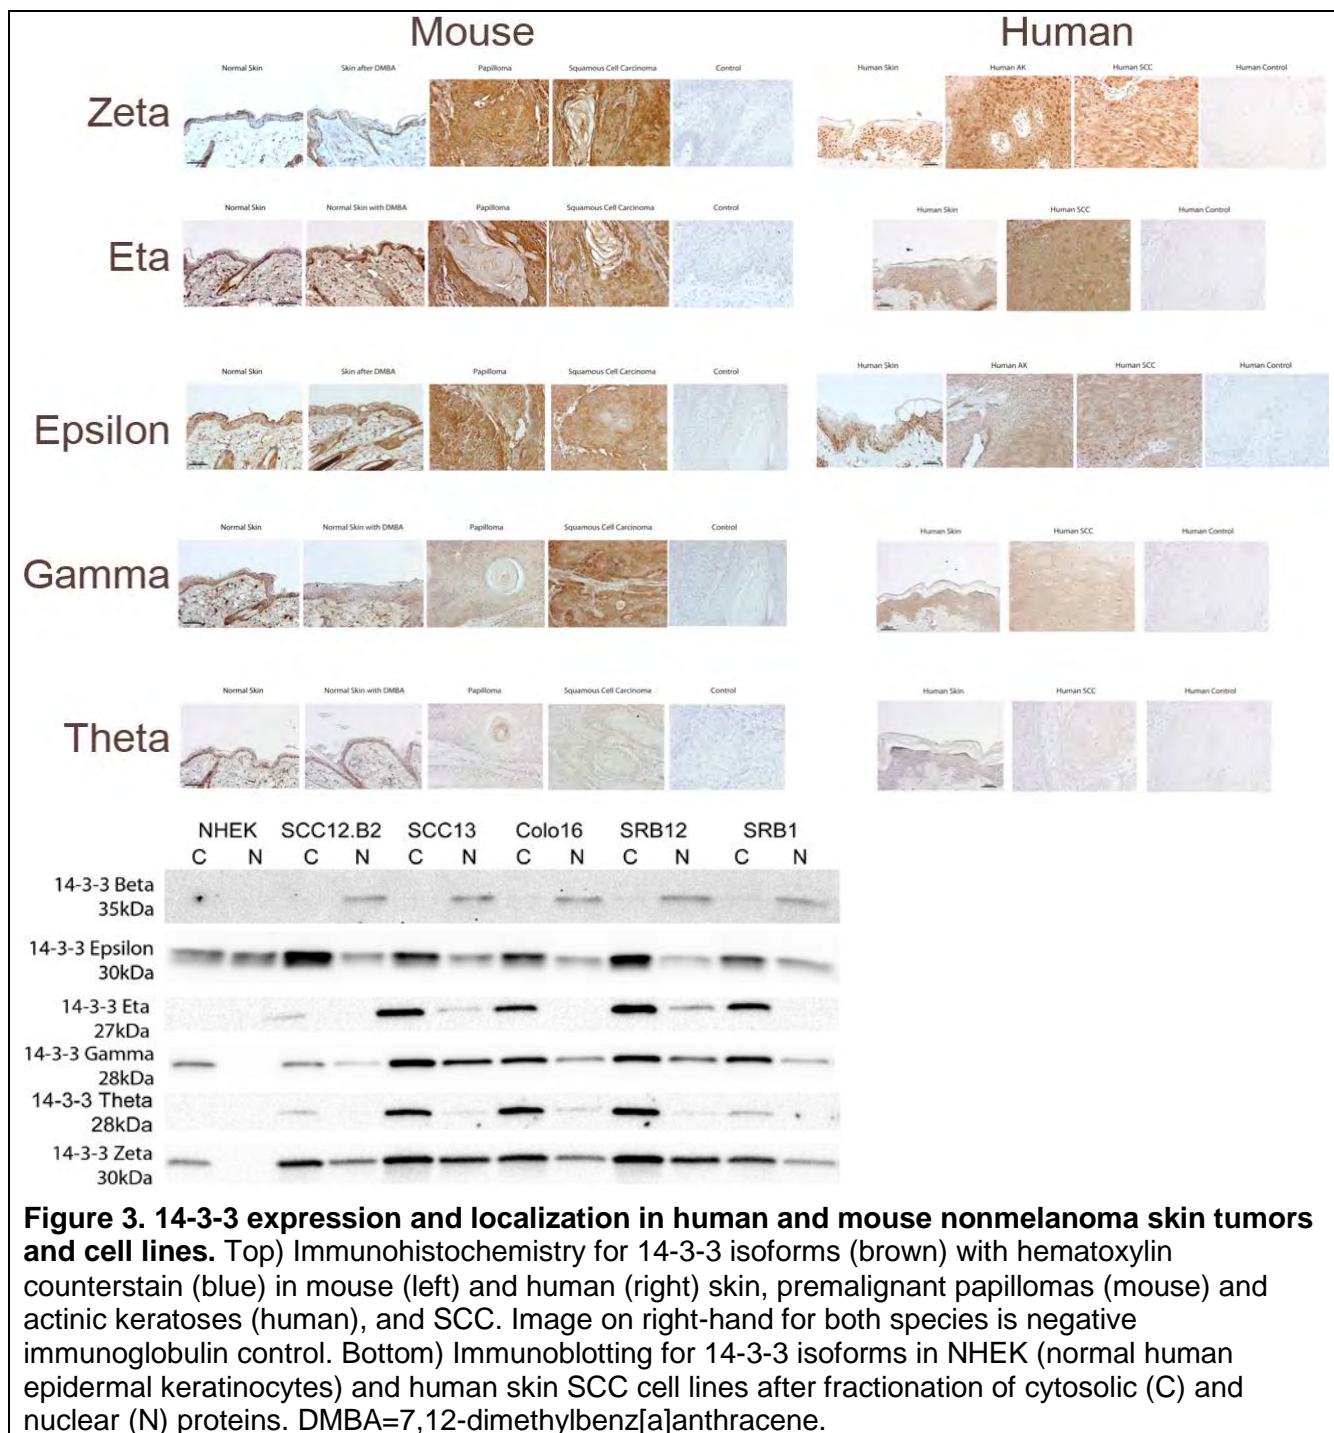 Mouse
Human
Zeta
Normal Skin
Skin after DMBA
Papilloma
Squamous Cell Carcinoma
Control
Human Skin
Human AK
Human SCC
Human Control
Eta
Normal Skin
Normal Skin with DMBA
Papilloma
Squamous Cell Carcinoma
Control
Human Skin
Human SCC
Human Control
Epsilon
Normal Skin
Skin after DMBA
Papilloma
Squamous Cell Carcinoma
Control
Human Skin
Human AK
Human SCC
Human Control
Gamma
Normal Skin
Normal Skin with DMBA
Papilloma
Squamous Cell Carcinoma
Control
Human Skin
Human SCC
Human Control
Theta
Normal Skin
Normal Skin with DMBA
Papilloma
Squamous Cell Carcinoma
Control
Human Skin
Human SCC
Human Control
NHEK SCC12.B2 SCC13 Colo16 SRB12 SRB1
C N C N C N C N C N C N
14-3-3 Beta
35kDa
14-3-3 Epsilon
30kDa
14-3-3 Eta
27kDa
14-3-3 Gamma
28kDa
14-3-3 Theta
28kDa
14-3-3 Zeta
30kDa
Figure 3. 14-3-3 expression and localization in human and mouse nonmelanoma skin tumors
and cell lines. Top) Immunohistochemistry for 14-3-3 isoforms (brown) with hematoxylin
counterstain (blue) in mouse (left) and human (right) skin, premalignant papillomas (mouse) and
actinic keratoses (human), and SCC. Image on right-hand for both species is negative
immunoglobulin control. Bottom) Immunoblotting for 14-3-3 isoforms in NHEK (normal human
epidermal keratinocytes) and human skin SCC cell lines after fractionation of cytosolic (C) and
nuclear (N) proteins. DMBA=7,12-dimethylbenz[a]anthracene.